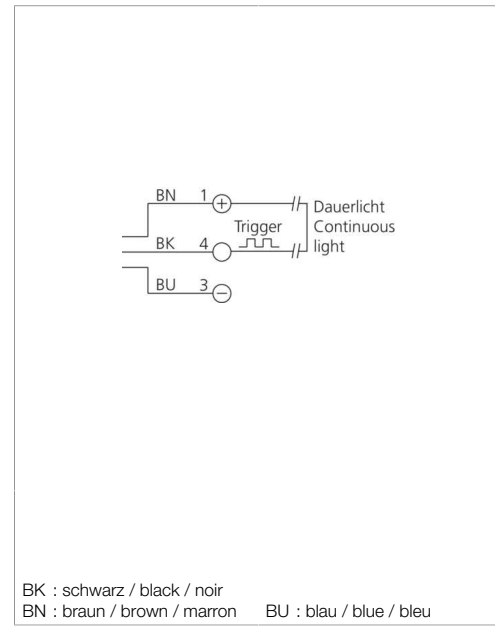 BN 1 +
Dauerlicht
Trigger Continuous
BK 4 light
BU 3 −
BK : schwarz / black / noir
BN : braun / brown / marron BU : blau / blue / bleu